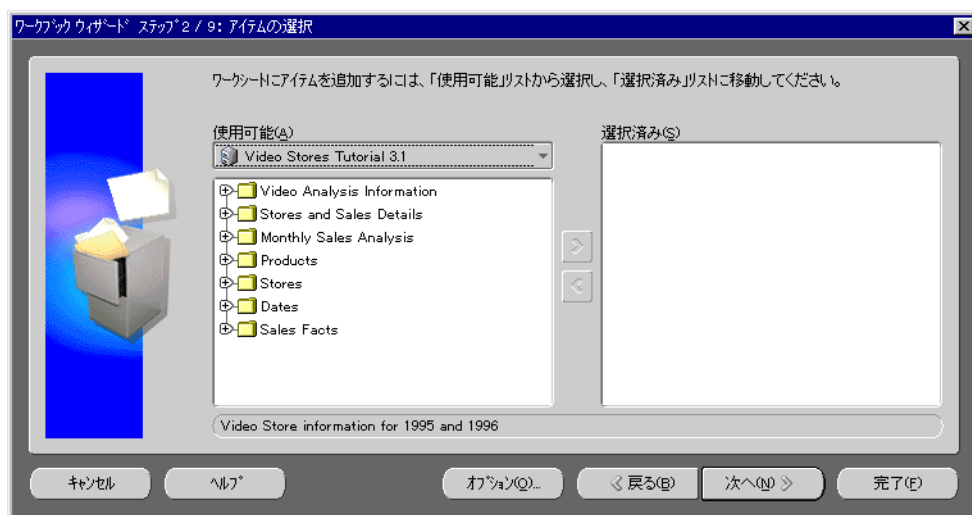 ワークブック ウィザード ステップ2 / 9: アイテムの選択
ワークシートにアイテムを追加するには、「使用可能」リストから選択し、「選択済み」リストに移動してください。
使用可能(A)
選択済み(S)
Video Stores Tutorial 3.1
Video Analysis Information
Stores and Sales Details
Monthly Sales Analysis
Products
Stores
Dates
Sales Facts
Video Store information for 1995 and 1996
キャンセル
ヘルプ
オプション(O)...
戻る(B)
次へ(N)
完了(F)